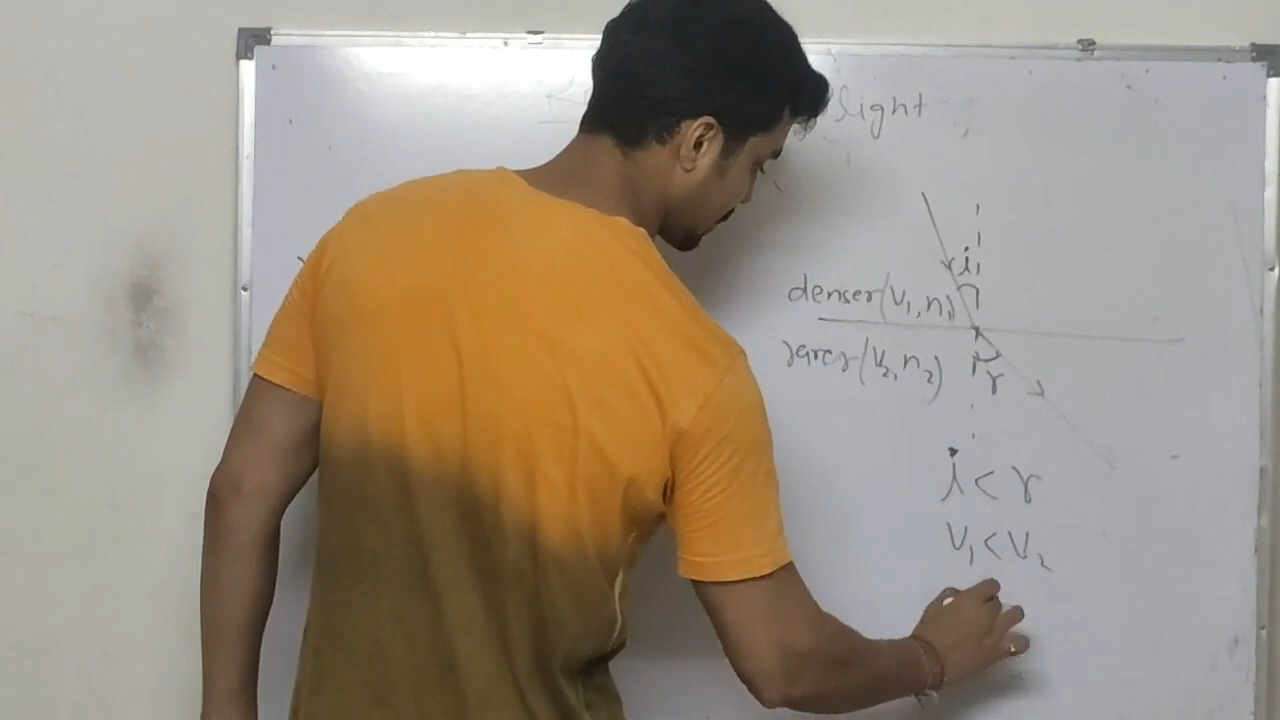 light
i
denser(v₁, n₁)
rarer(v₂, n₂)
r
i < r
v₁ < v₂